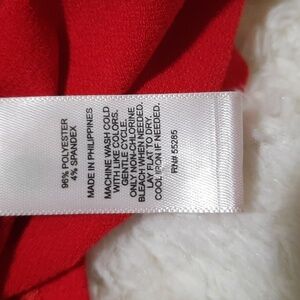 96% POLYESTER
4% SPANDEX
MADE IN PHILIPPINES
MACHINE WASH COLD
WITH LIKE COLORS,
GENTLE CYCLE.
ONLY NON-CHLORINE
BLEACH WHEN NEEDED.
LAY FLAT TO DRY.
COOL IRON IF NEEDED.
RN# 55285